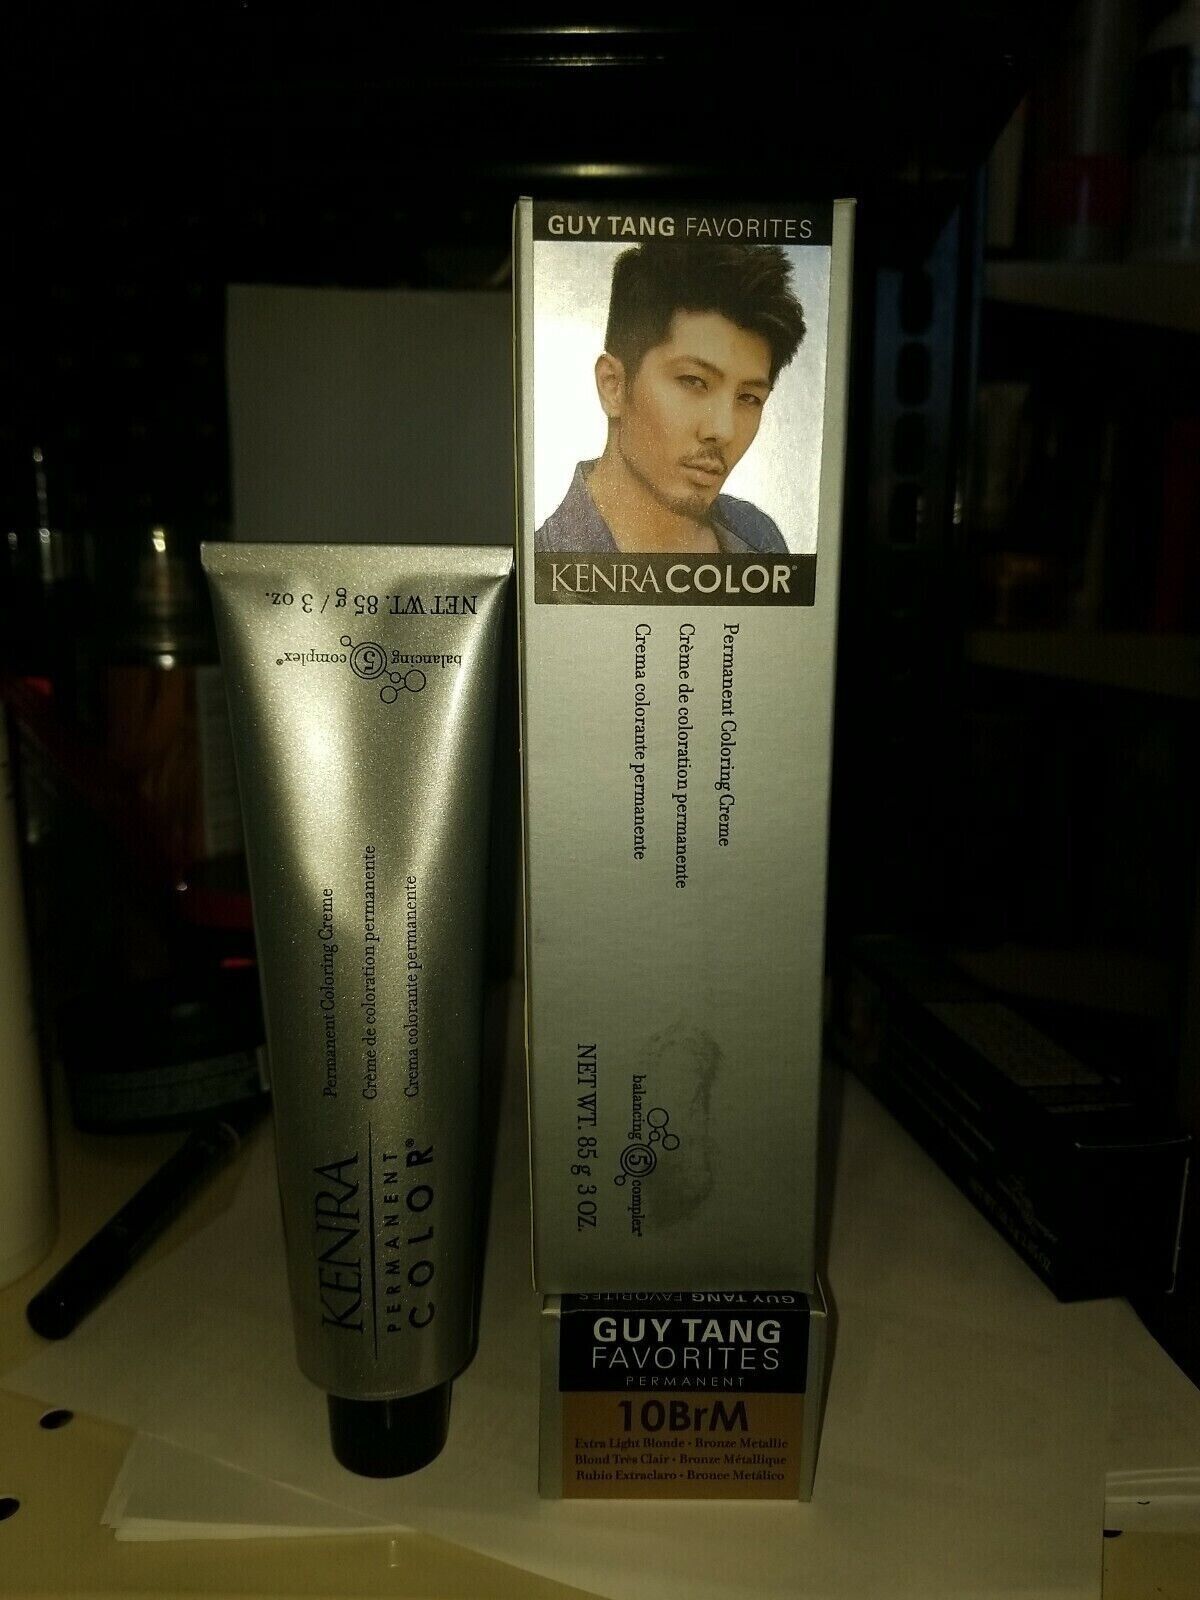 GUY TANG FAVORITES
KENRA COLOR®
Permanent Coloring Creme
Crème de coloration permanente
Crema colorante permanente
balancing 5 complex®
NET WT. 85 g 3 OZ.
GUY TANG FAVORITES
GUY TANG
FAVORITES
PERMANENT
10BrM
Extra Light Blonde • Bronze Metallic
Blond Très Clair • Bronze Métallique
Rubio Extraclaro • Bronce Metálico
NET WT. 85 g / 3 oz.
balancing 5 complex®
Permanent Coloring Creme
Crème de coloration permanente
Crema colorante permanente
KENRA
PERMANENT
COLOR®